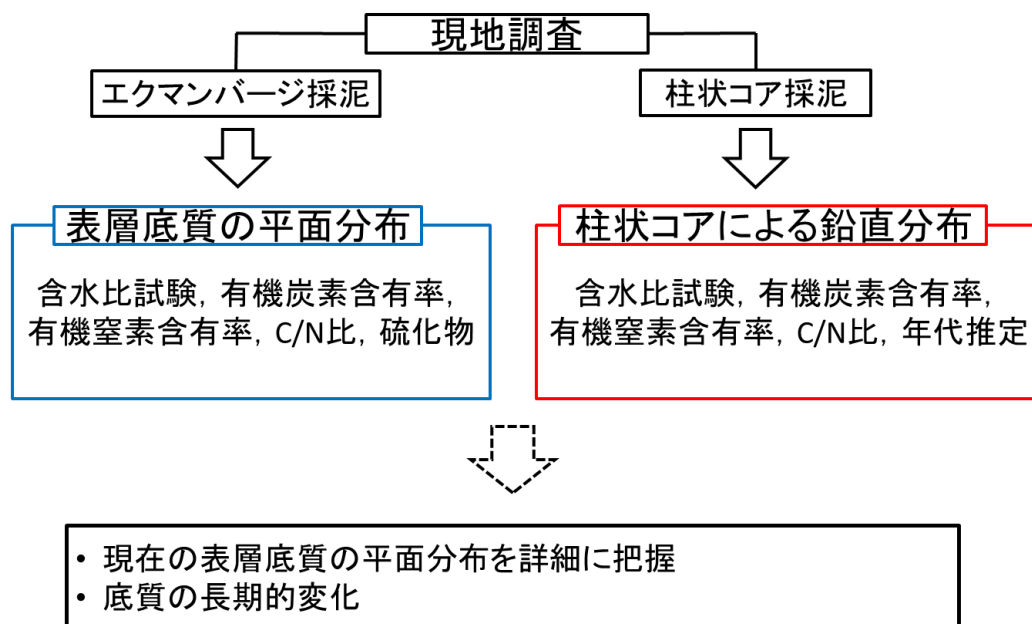 現地調査
エクマンバージ採泥
柱状コア採泥
表層底質の平面分布
含水比試験, 有機炭素含有率,
有機窒素含有率, C/N比, 硫化物
柱状コアによる鉛直分布
含水比試験, 有機炭素含有率,
有機窒素含有率, C/N比, 年代推定
• 現在の表層底質の平面分布を詳細に把握
• 底質の長期的変化